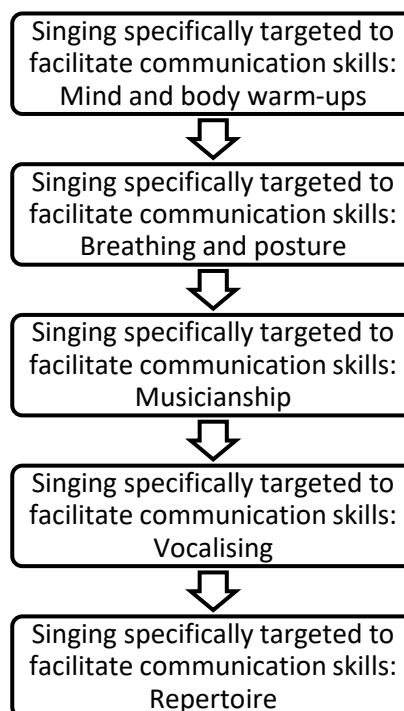 Singing specifically targeted to
facilitate communication skills:
Mind and body warm-ups
Singing specifically targeted to
facilitate communication skills:
Breathing and posture
Singing specifically targeted to
facilitate communication skills:
Musicianship
Singing specifically targeted to
facilitate communication skills:
Vocalising
Singing specifically targeted to
facilitate communication skills:
Repertoire